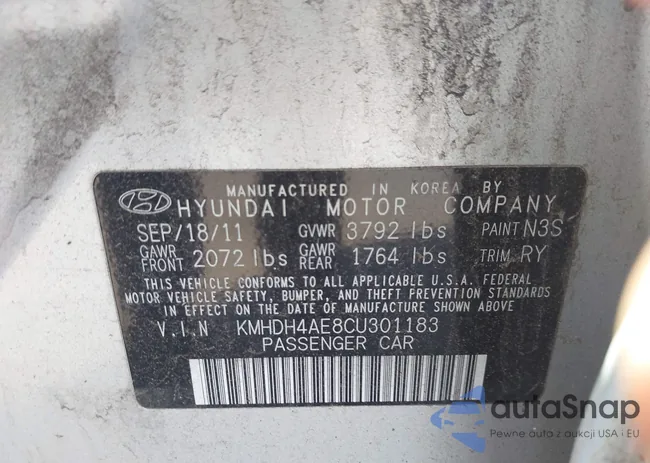 MANUFACTURED IN KOREA BY
HYUNDAI MOTOR COMPANY
SEP/18/11 GVWR 3792 lbs PAINT N3S
GAWR FRONT 2072 lbs GAWR REAR 1764 lbs TRIM RY
THIS VEHICLE CONFORMS TO ALL APPLICABLE U.S.A. FEDERAL
MOTOR VEHICLE SAFETY, BUMPER, AND THEFT PREVENTION STANDARDS
IN EFFECT ON THE DATE OF MANUFACTURE SHOWN ABOVE
V.I.N KMHDH4AE8CU301183
PASSENGER CAR
autaSnap
Pewne auta z aukcji USA i EU